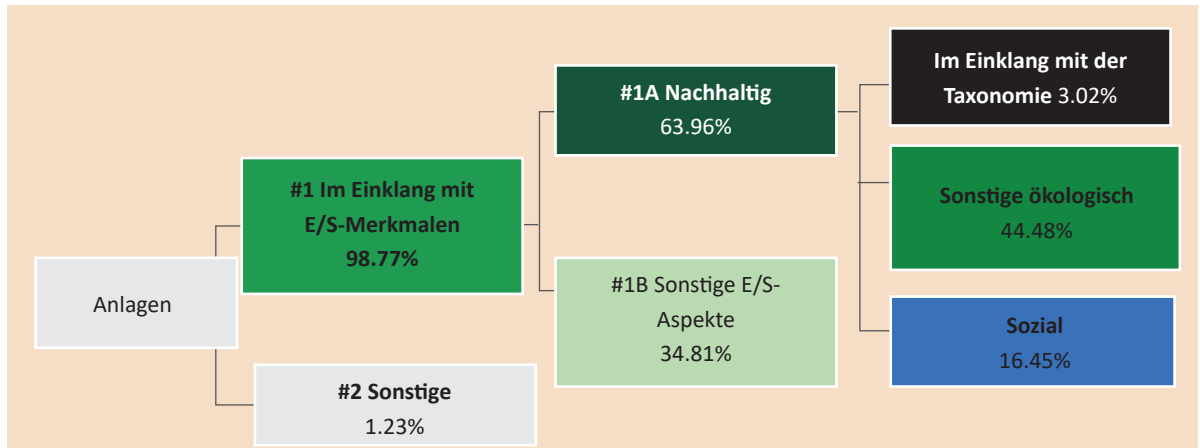 Anlagen
#1 Im Einklang mit
E/S-Merkmalen
98.77%
#2 Sonstige
1.23%
#1A Nachhaltig
63.96%
#1B Sonstige E/S-
Aspekte
34.81%
Im Einklang mit der
Taxonomie 3.02%
Sonstige ökologisch
44.48%
Sozial
16.45%